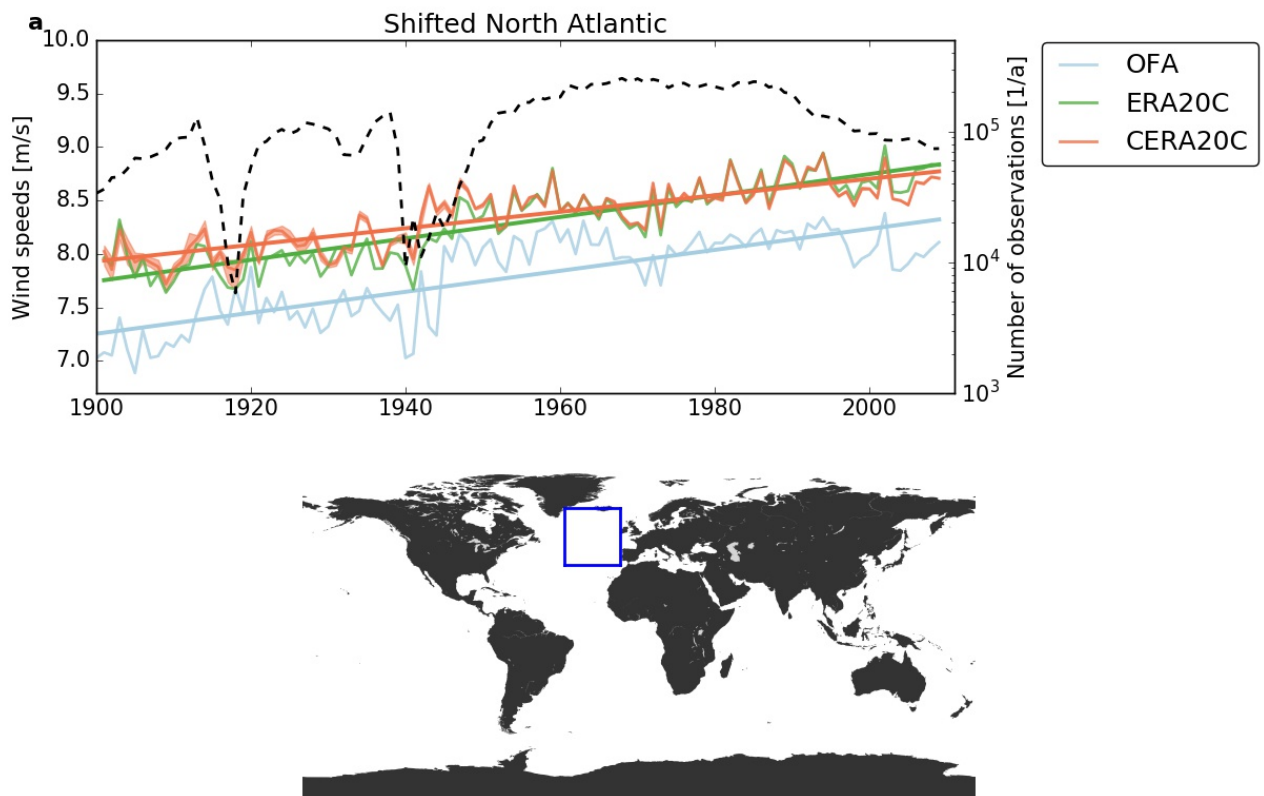 a
Shifted North Atlantic
10.0
9.5
9.0
8.5
8.0
7.5
7.0
Wind speeds [m/s]
1900 1920 1940 1960 1980 2000
10^5
10^4
10^3
Number of observations [1/a]
OFA
ERA20C
CERA20C